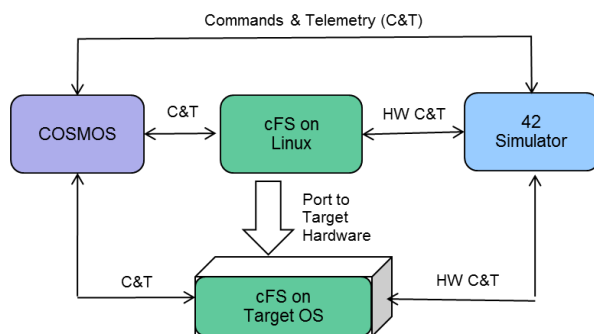 Commands & Telemetry (C&T)
COSMOS
C&T
cFS on
Linux
HW C&T
42
Simulator
Port to
Target
Hardware
C&T
cFS on
Target OS
HW C&T